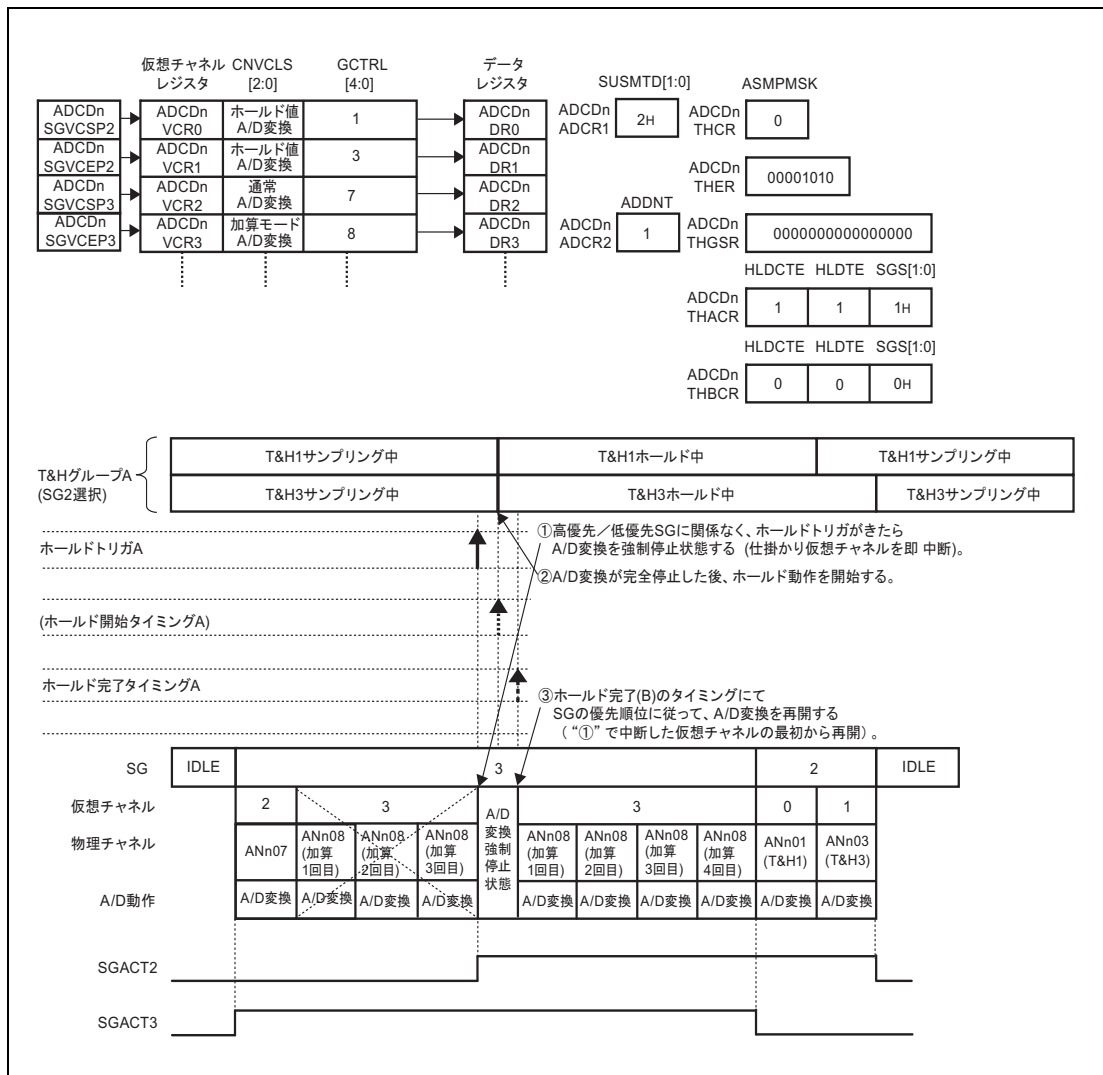 仮想チャネル CNVCLS GCTRL データ
レジスタ [2:0] [4:0] レジスタ
SUSMTD[1:0] ASMPMSK
ADCDn SGVCSP2 ADCDn VCR0 ホールド値 A/D変換 1 ADCDn DR0
ADCDn ADCR1 2H ADCDn THCR 0
ADCDn SGVCEP2 ADCDn VCR1 ホールド値 A/D変換 3 ADCDn DR1
ADCDn THER 00001010
ADCDn SGVCSP3 ADCDn VCR2 通常 A/D変換 7 ADCDn DR2
ADDNT
ADCDn SGVCEP3 ADCDn VCR3 加算モード A/D変換 8 ADCDn DR3
ADCDn ADCR2 1 ADCDn THGSR 0000000000000000
HLDCTE HLDTE SGS[1:0]
ADCDn THACR 1 1 1H
HLDCTE HLDTE SGS[1:0]
ADCDn THBCR 0 0 0H
T&HグループA
(SG2選択)
T&H1サンプリング中 T&H1ホールド中 T&H1サンプリング中
T&H3サンプリング中 T&H3ホールド中 T&H3サンプリング中
ホールドトリガA
①高優先／低優先SGに関係なく、ホールドトリガがきたら
A/D変換を強制停止状態する (仕掛かり仮想チャネルを即 中断)。
②A/D変換が完全停止した後、ホールド動作を開始する。
(ホールド開始タイミングA)
ホールド完了タイミングA
③ホールド完了(B)のタイミングにて
SGの優先順位に従って、A/D変換を再開する
( “①” で中断した仮想チャネルの最初から再開) 。
SG IDLE 3 2 IDLE
仮想チャネル 2 3 A/D変換強制停止状態 3 0 1
物理チャネル ANn07 ANn08 (加算1回目) ANn08 (加算2回目) ANn08 (加算3回目) ANn08 (加算1回目) ANn08 (加算2回目) ANn08 (加算3回目) ANn08 (加算4回目) ANn01 (T&H1) ANn03 (T&H3)
A/D動作 A/D変換 A/D変換 A/D変換 A/D変換 A/D変換 A/D変換 A/D変換 A/D変換 A/D変換 A/D変換
SGACT2
SGACT3